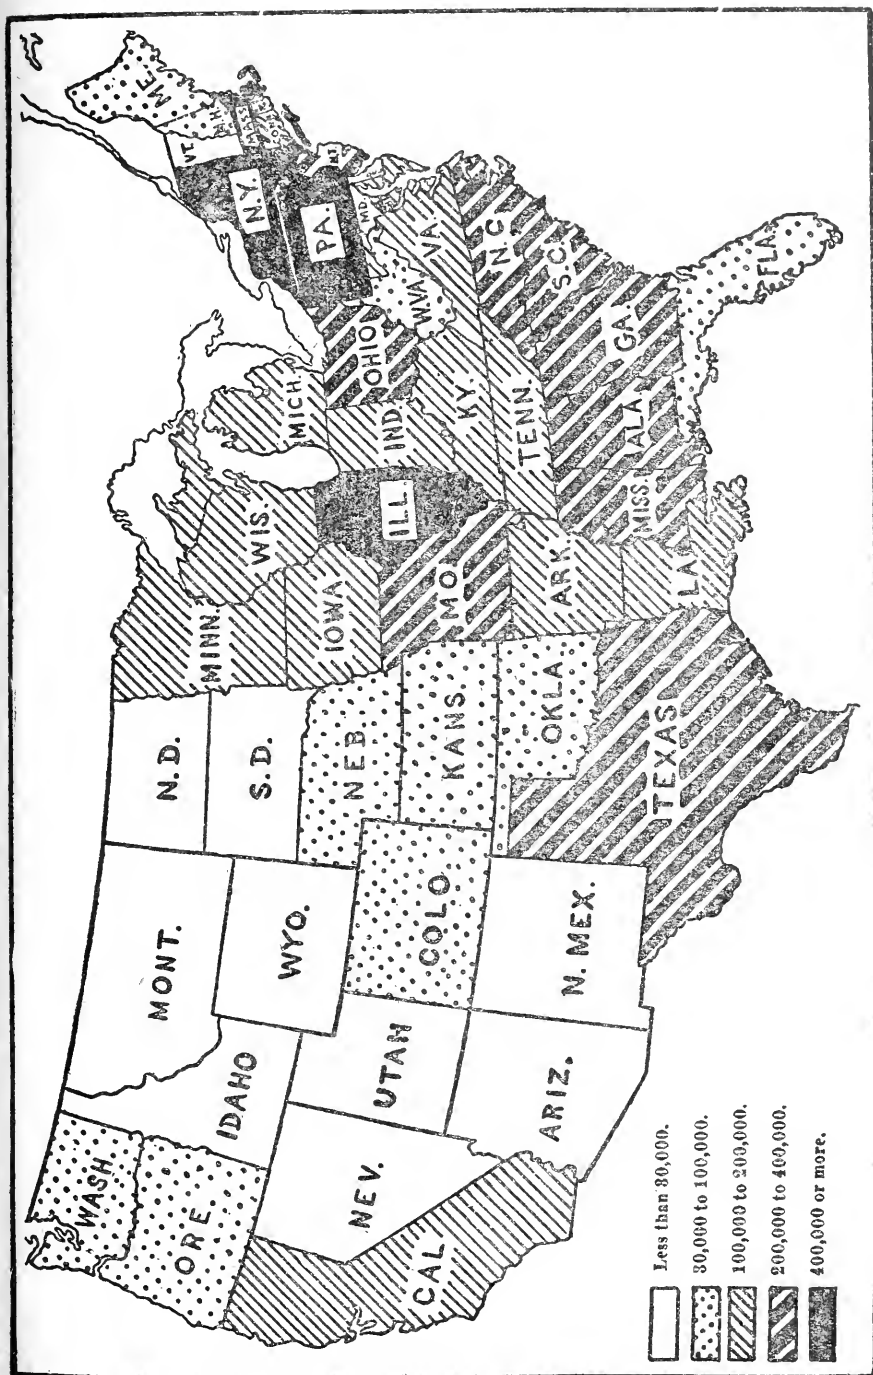 WASH
ORE
CAL
NEV.
IDAHO
MONT.
WYO.
UTAH
ARIZ.
COLO
N. MEX.
N.D.
S.D.
NEB
KANS
OKLA
TEXAS
MINN.
IOWA
MO.
ARK.
LA.
WIS.
ILL.
MICH.
IND.
OHIO
KY.
TENN.
MISS.
ALA.
GA.
FLA.
S.C.
N.C.
VA.
W.VA.
MD.
PA.
N.Y.
VT.
N.H.
ME.
MASS.
Less than 30,000.
30,000 to 100,000.
100,000 to 200,000.
200,000 to 400,000.
400,000 or more.